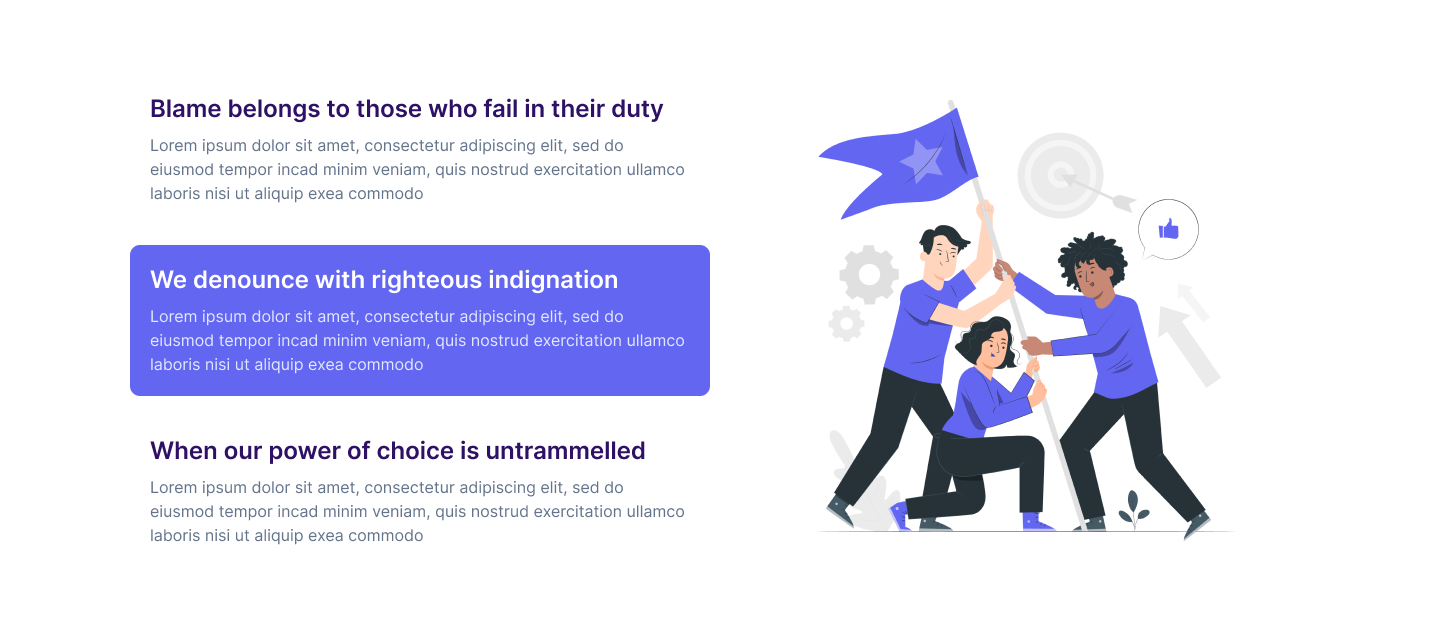 Blame belongs to those who fail in their duty
Lorem ipsum dolor sit amet, consectetur adipiscing elit, sed do
eiusmod tempor incad minim veniam, quis nostrud exercitation ullamco
laboris nisi ut aliquip exea commodo
We denounce with righteous indignation
Lorem ipsum dolor sit amet, consectetur adipiscing elit, sed do
eiusmod tempor incad minim veniam, quis nostrud exercitation ullamco
laboris nisi ut aliquip exea commodo
When our power of choice is untrammelled
Lorem ipsum dolor sit amet, consectetur adipiscing elit, sed do
eiusmod tempor incad minim veniam, quis nostrud exercitation ullamco
laboris nisi ut aliquip exea commodo